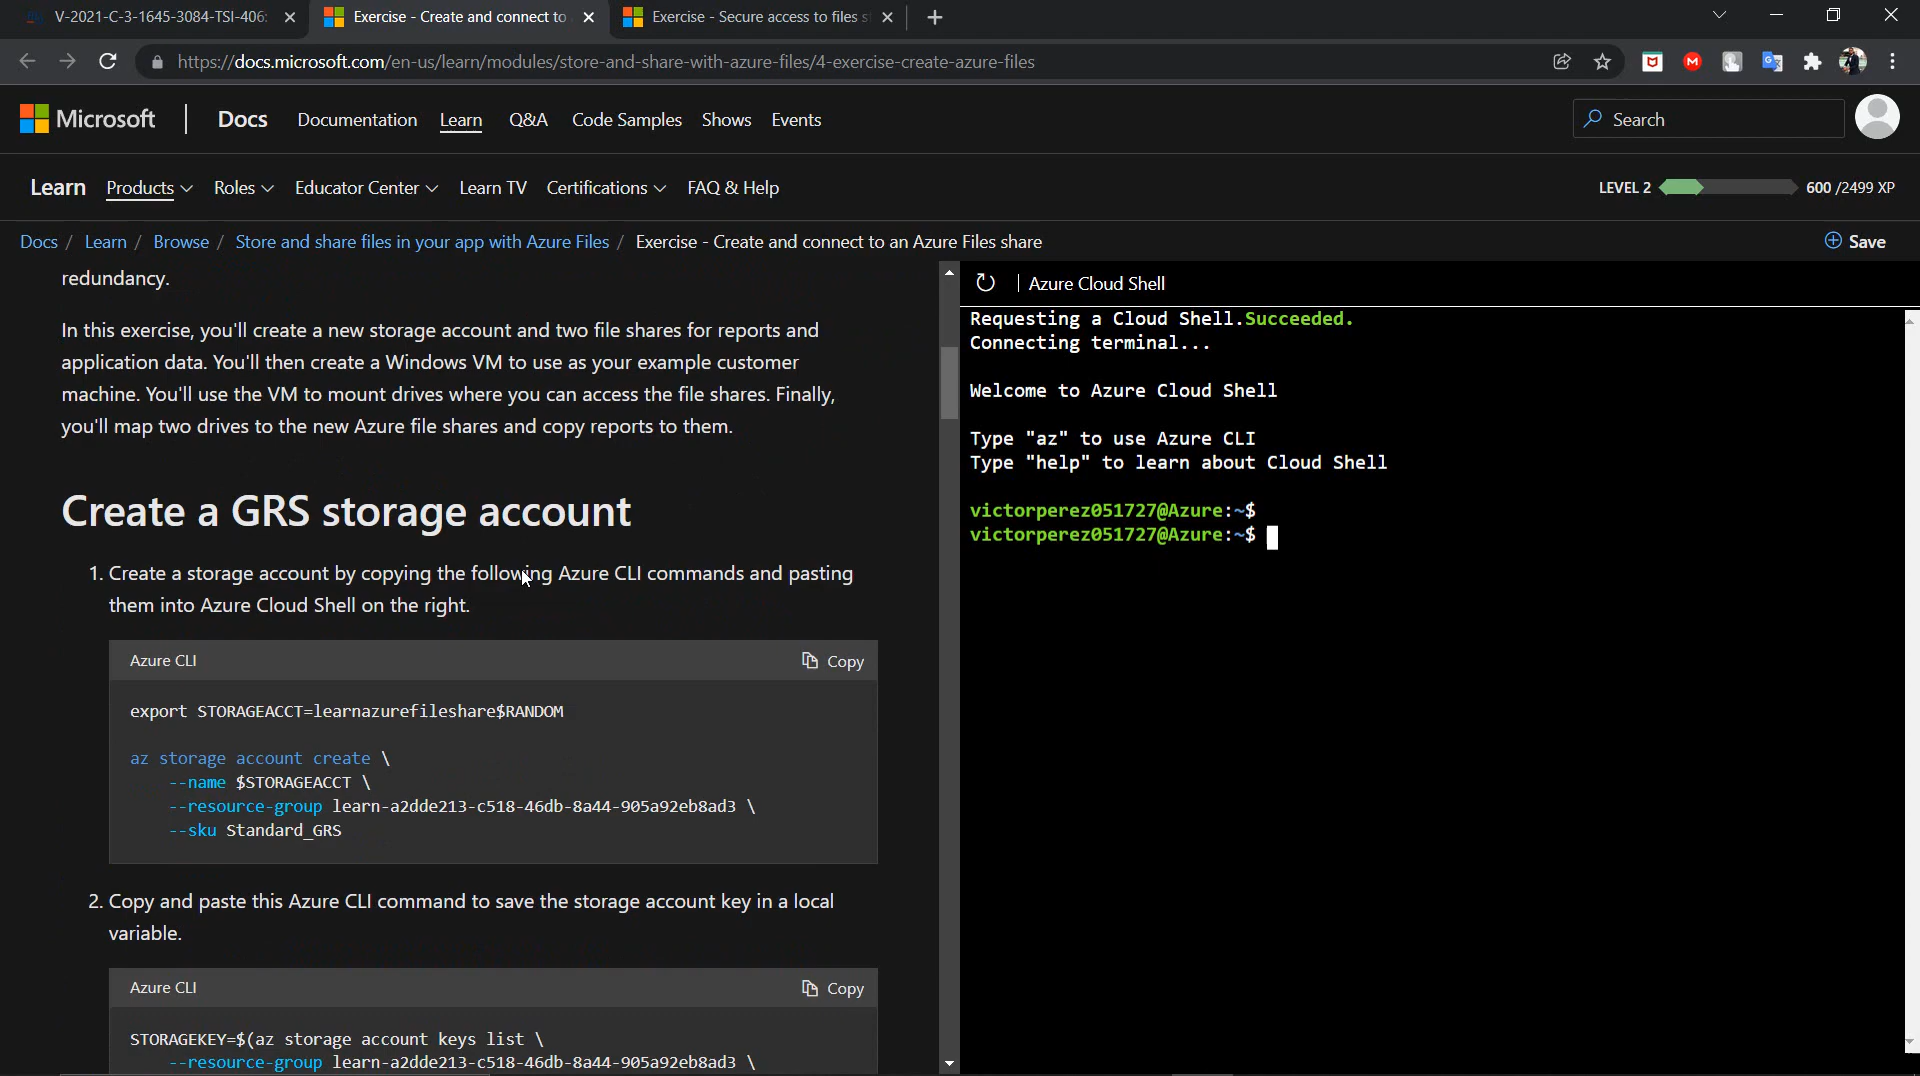 V-2021-C-3-1645-3084-TSI-406
Exercise - Create and connect to
Exercise - Secure access to files s
https://docs.microsoft.com/en-us/learn/modules/store-and-share-with-azure-files/4-exercise-create-azure-files
Microsoft
Docs
Documentation
Learn
Q&A
Code Samples
Shows
Events
Search
Learn
Products
Roles
Educator Center
Learn TV
Certifications
FAQ & Help
LEVEL 2
600 /2499 XP
Docs / Learn / Browse / Store and share files in your app with Azure Files / Exercise - Create and connect to an Azure Files share
Save
redundancy.
In this exercise, you'll create a new storage account and two file shares for reports and
application data. You'll then create a Windows VM to use as your example customer
machine. You'll use the VM to mount drives where you can access the file shares. Finally,
you'll map two drives to the new Azure file shares and copy reports to them.
Create a GRS storage account
1. Create a storage account by copying the following Azure CLI commands and pasting
them into Azure Cloud Shell on the right.
Azure CLI
Copy
export STORAGEACCT=learnazurefileshare$RANDOM
az storage account create \
--name $STORAGEACCT \
--resource-group learn-a2dde213-c518-46db-8a44-905a92eb8ad3 \
--sku Standard_GRS
2. Copy and paste this Azure CLI command to save the storage account key in a local
variable.
Azure CLI
Copy
STORAGEKEY=$(az storage account keys list \
--resource-group learn-a2dde213-c518-46db-8a44-905a92eb8ad3 \
Azure Cloud Shell
Requesting a Cloud Shell.Succeeded.
Connecting terminal...
Welcome to Azure Cloud Shell
Type "az" to use Azure CLI
Type "help" to learn about Cloud Shell
victorperez051727@Azure:~$
victorperez051727@Azure:~$